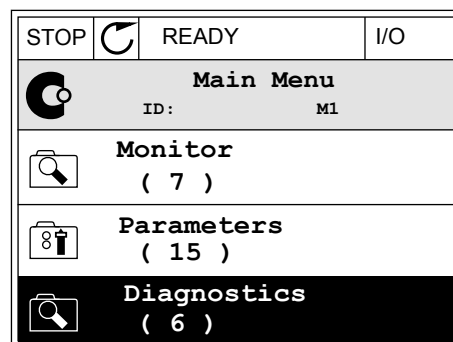 STOP READY I/O
Main Menu
ID: M1
Monitor
( 7 )
Parameters
( 15 )
Diagnostics
( 6 )